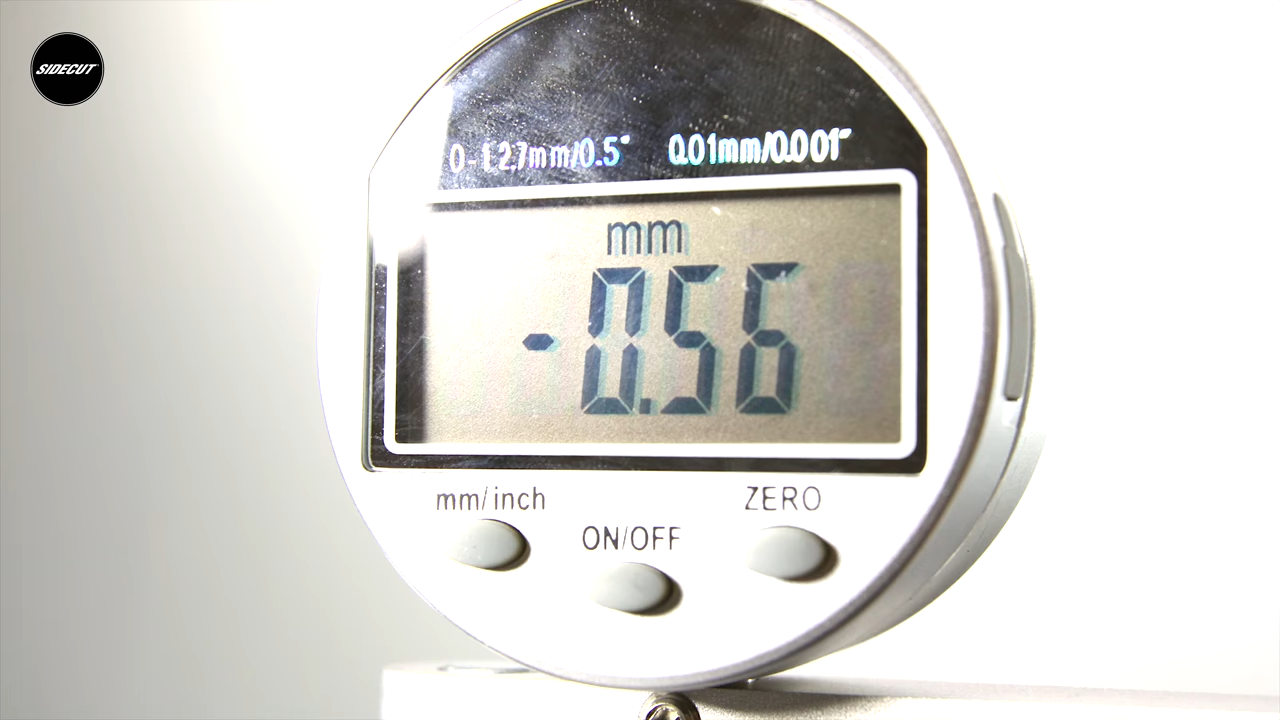 SIDECUT
0-12.7mm/0.5" 0.01mm/0.001"
mm
-0.56
mm/inch
ZERO
ON/OFF